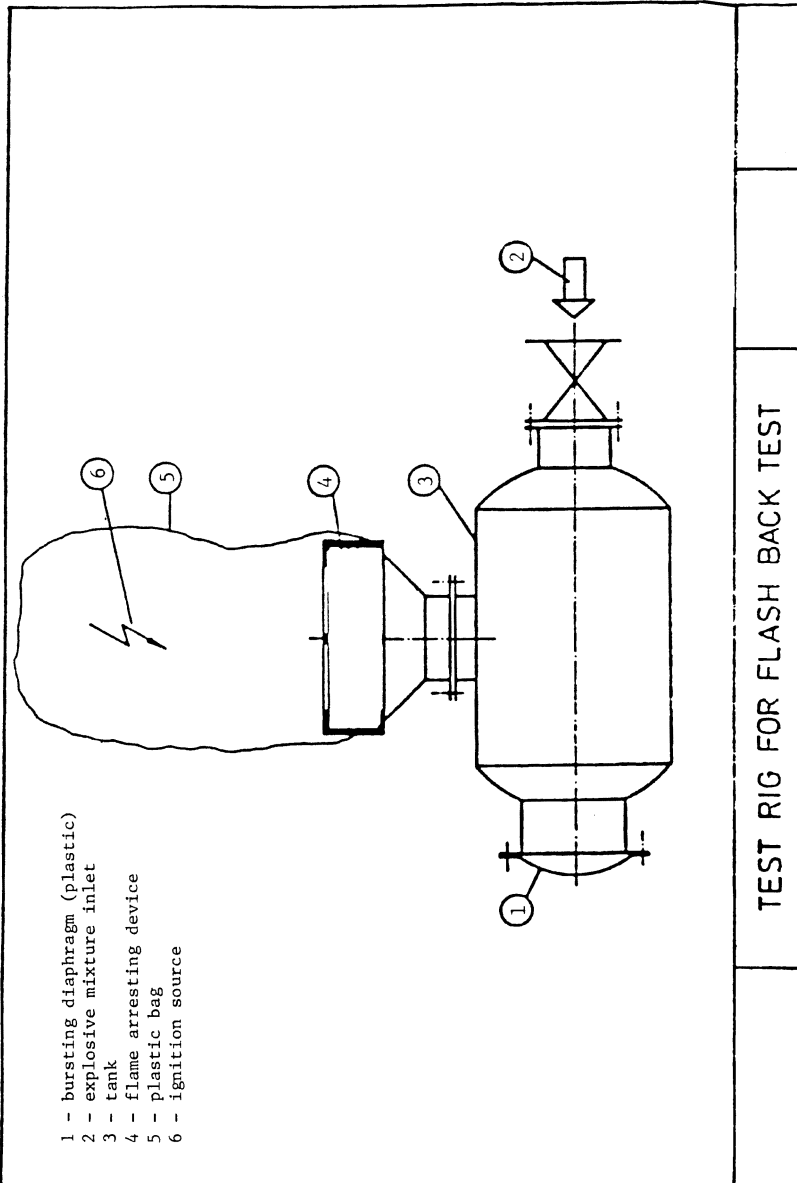 1 - bursting diaphragm (plastic)
2 - explosive mixture inlet
3 - tank
4 - flame arresting device
5 - plastic bag
6 - ignition source
6
5
4
3
2
1
TEST RIG FOR FLASH BACK TEST